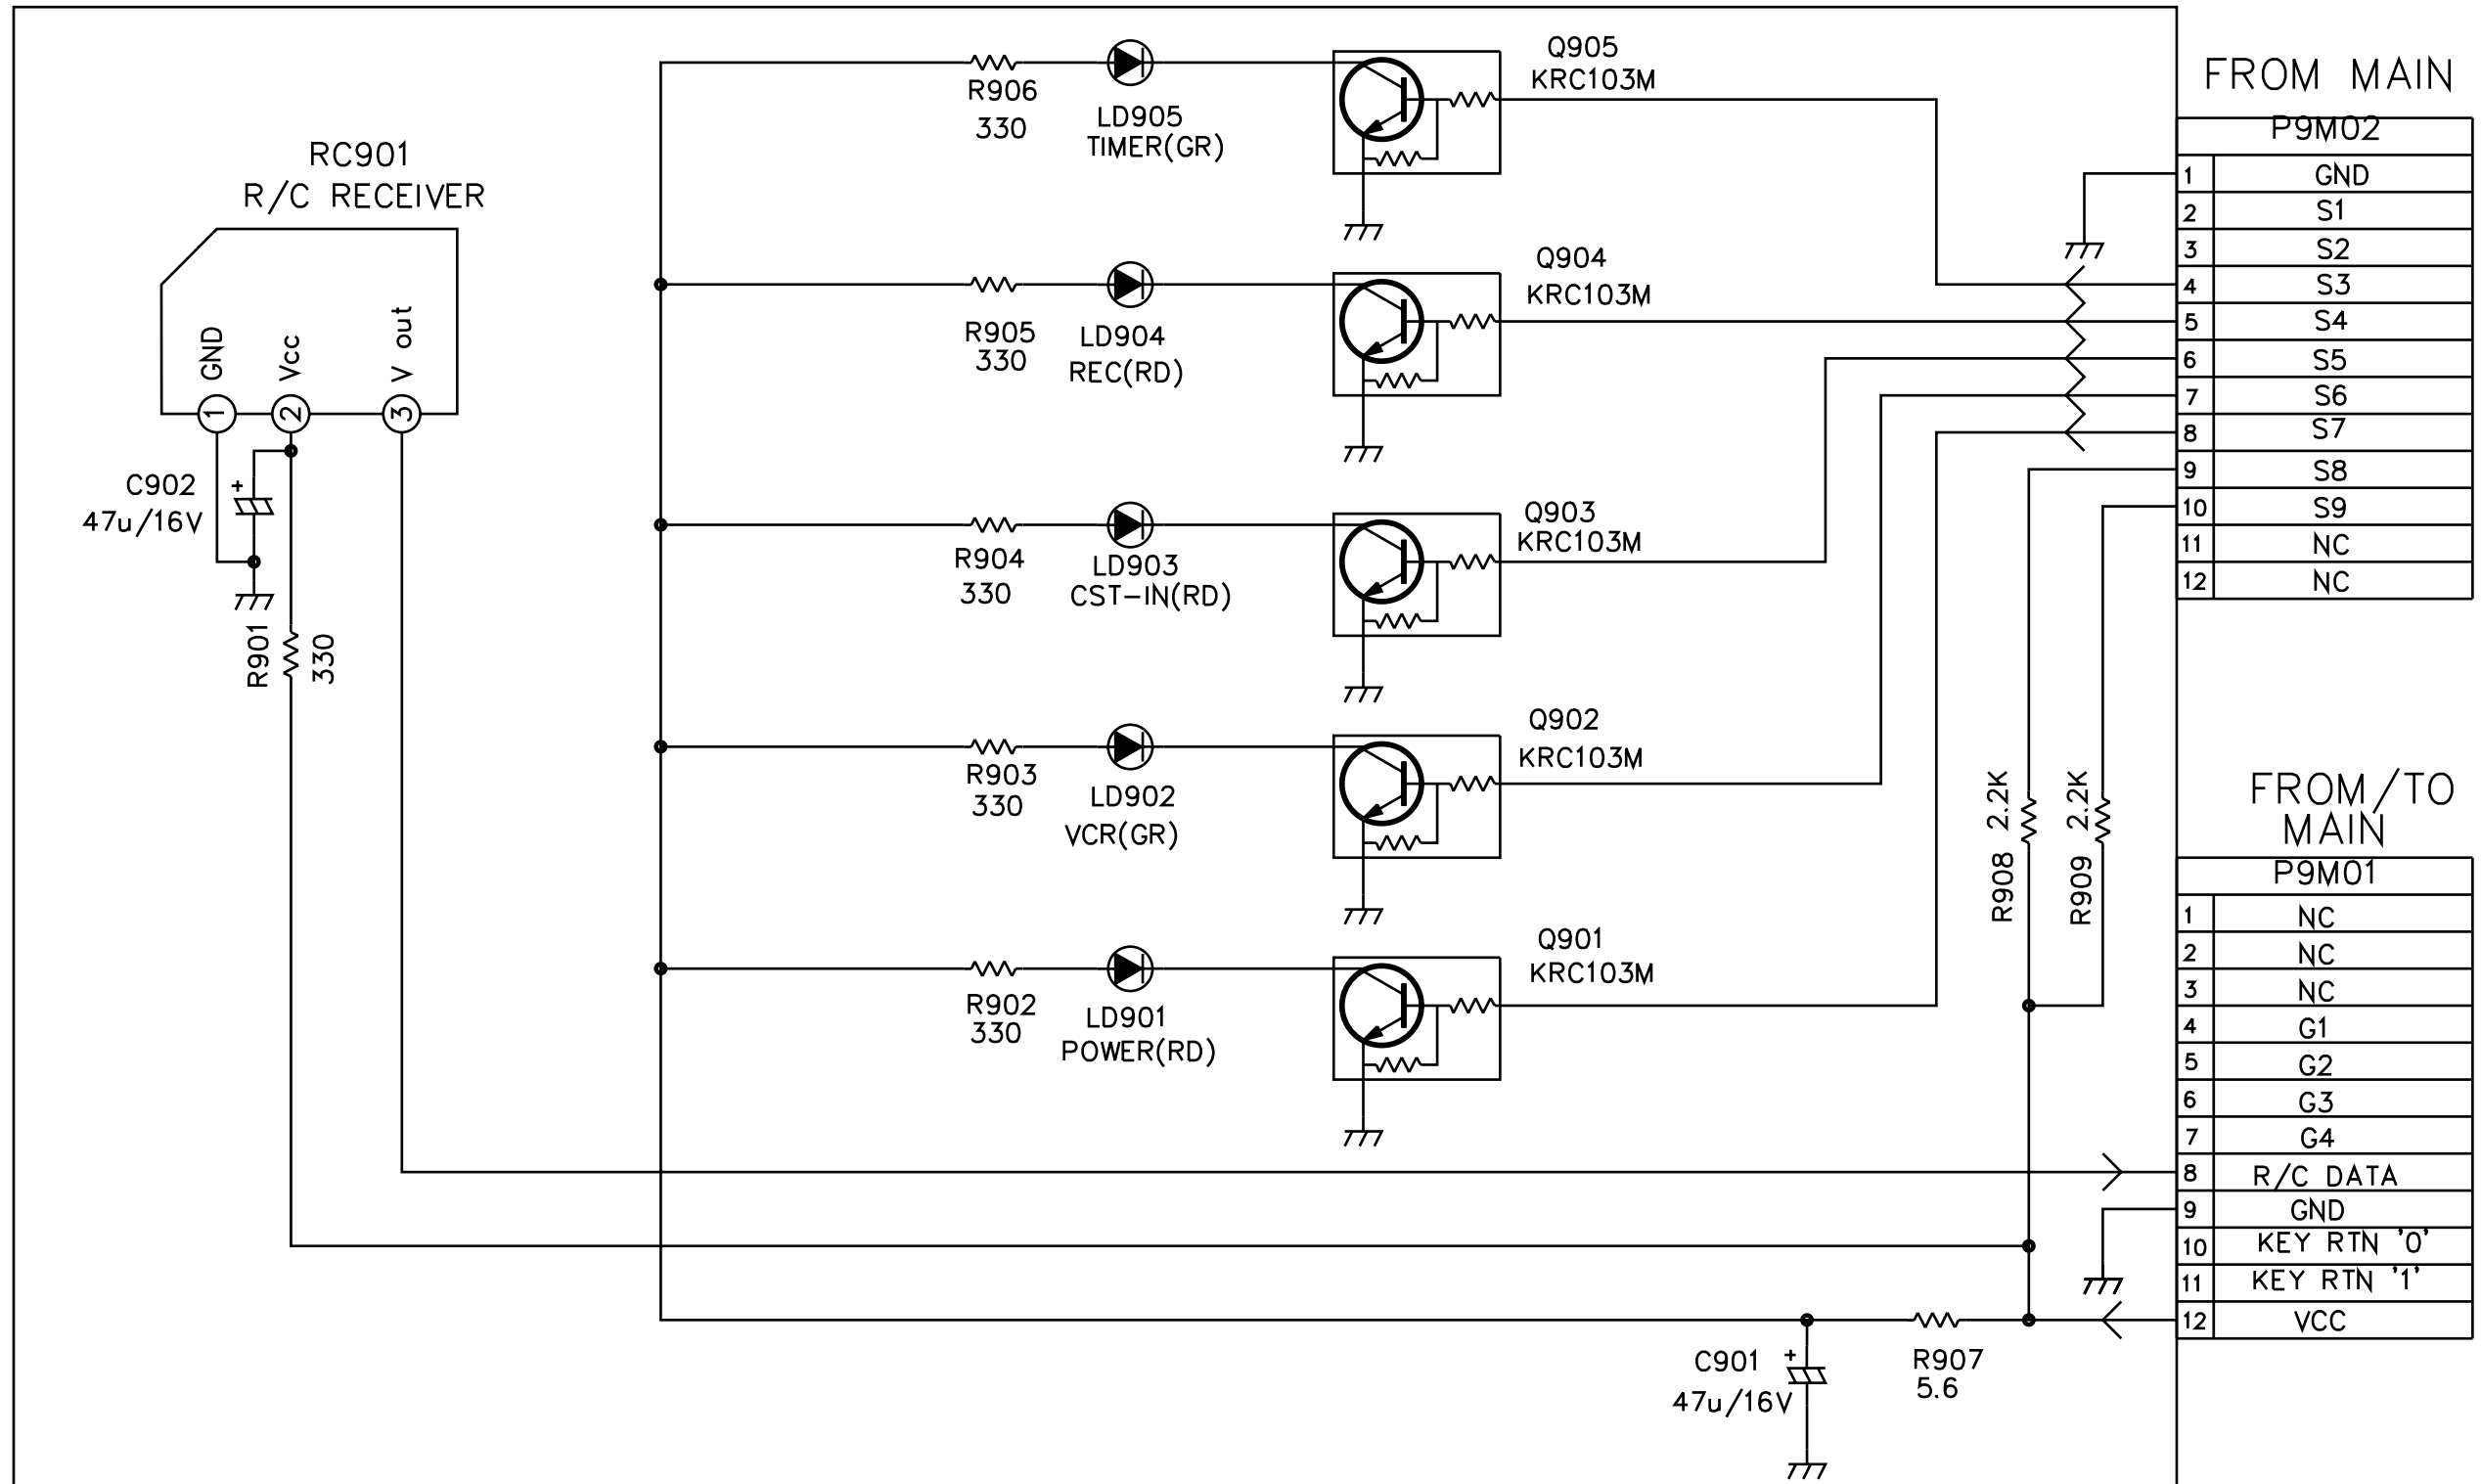 RC901
R/C RECEIVER
GND
Vcc
V out
1
2
3
C902
+
47u/16V
R901
330
R906
330
LD905
TIMER(GR)
Q905
KRC103M
R905
330
LD904
REC(RD)
Q904
KRC103M
R904
330
LD903
CST-IN(RD)
Q903
KRC103M
R903
330
LD902
VCR(GR)
Q902
KRC103M
R902
330
LD901
POWER(RD)
Q901
KRC103M
R908 2.2K
R909 2.2K
C901
+
47u/16V
R907
5.6
FROM MAIN
P9M02
1 GND
2 S1
3 S2
4 S3
5 S4
6 S5
7 S6
8 S7
9 S8
10 S9
11 NC
12 NC
FROM/TO
MAIN
P9M01
1 NC
2 NC
3 NC
4 G1
5 G2
6 G3
7 G4
8 R/C DATA
9 GND
10 KEY RTN '0'
11 KEY RTN '1'
12 VCC